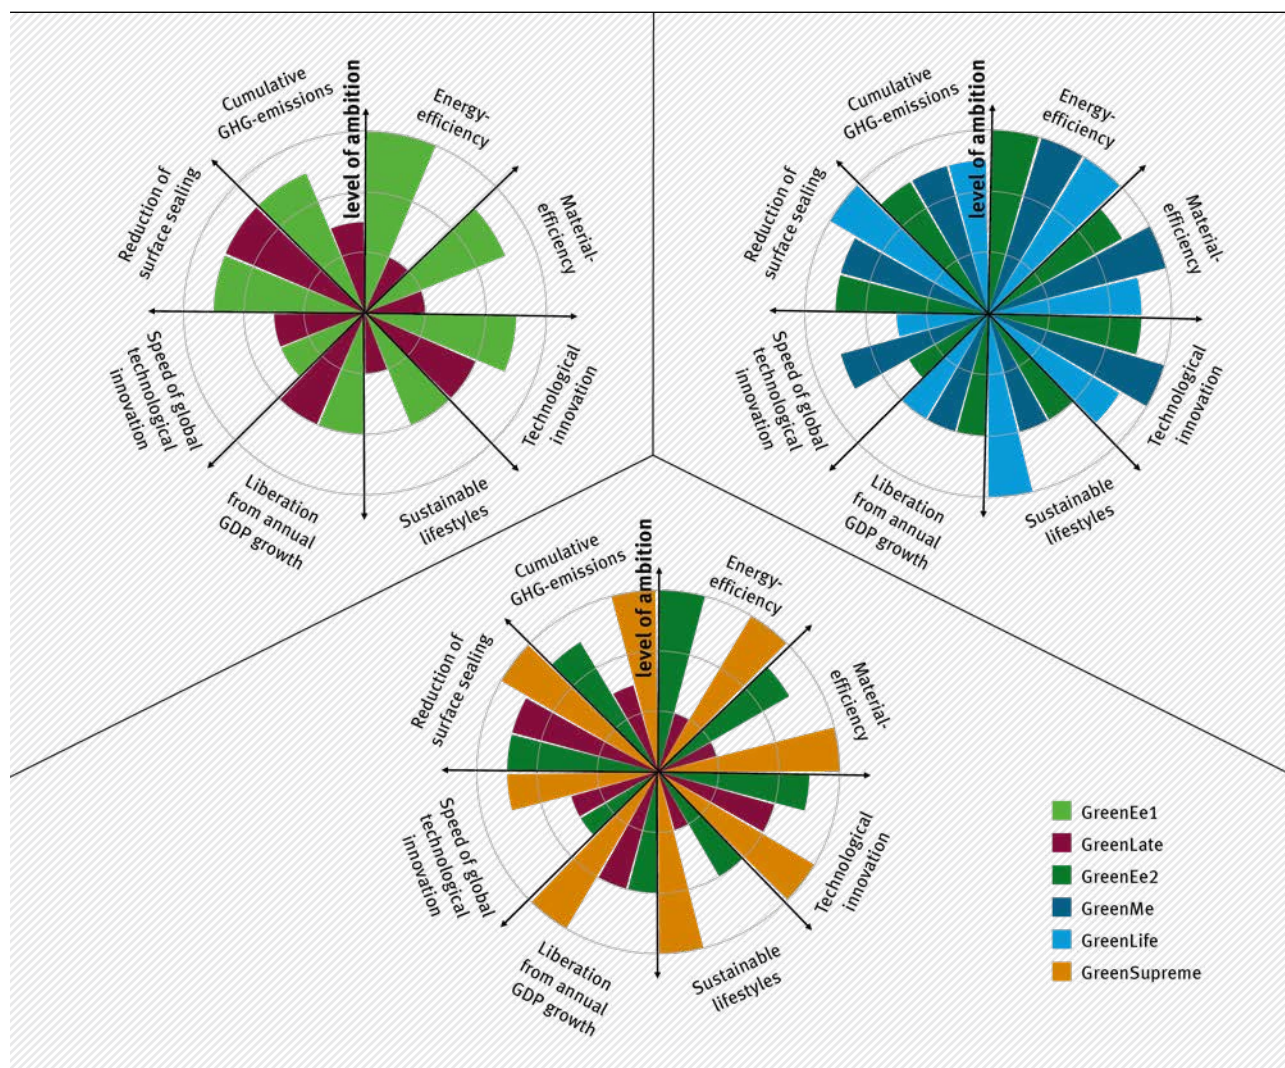 Cumulative
GHG-emissions
level of ambition
Energy-
efficiency
Material-
efficiency
Technological
innovation
Sustainable
lifestyles
Liberation
from annual
GDP growth
Speed of global
technological
innovation
Reduction of
surface sealing
Cumulative
GHG-emissions
level of ambition
Energy-
efficiency
Material-
efficiency
Technological
innovation
Sustainable
lifestyles
Liberation
from annual
GDP growth
Speed of global
technological
innovation
Reduction of
surface sealing
Cumulative
GHG-emissions
level of ambition
Energy-
efficiency
Material-
efficiency
Technological
innovation
Sustainable
lifestyles
Liberation
from annual
GDP growth
Speed of global
technological
innovation
Reduction of
surface sealing
GreenEe1
GreenLate
GreenEe2
GreenMe
GreenLife
GreenSupreme